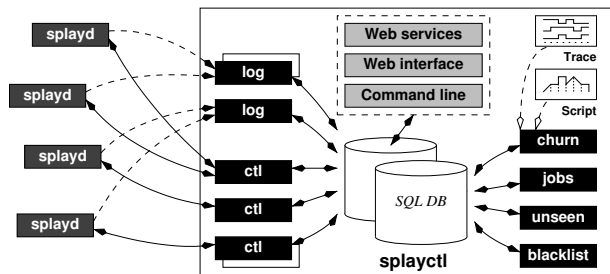 splayd
splayd
splayd
splayd
log
log
ctl
ctl
ctl
Web services
Web interface
Command line
SQL DB
splayctl
Trace
Script
churn
jobs
unseen
blacklist